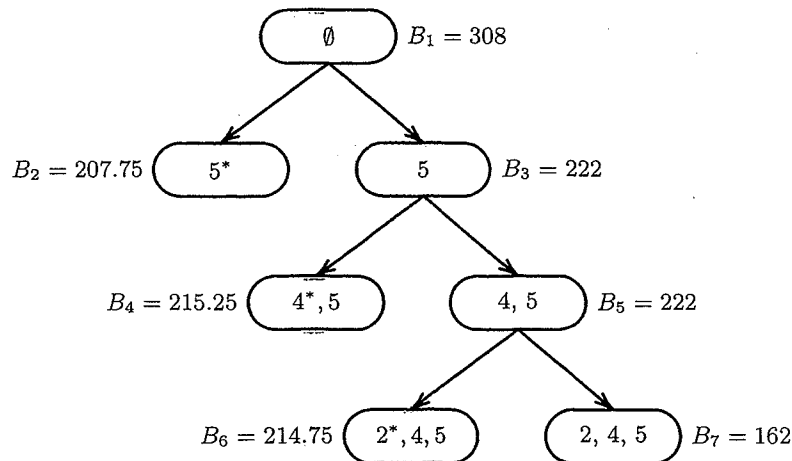 ∅ B₁ = 308
B₂ = 207.75 5* 5 B₃ = 222
B₄ = 215.25 4*, 5 4, 5 B₅ = 222
B₆ = 214.75 2*, 4, 5 2, 4, 5 B₇ = 162